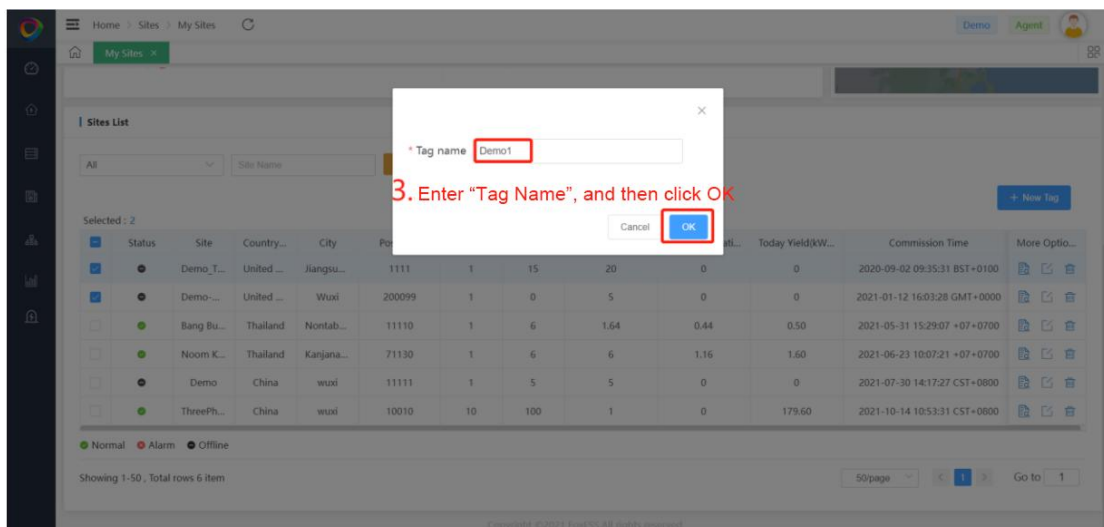 Home > Sites > My Sites
Demo Agent
My Sites ×
Sites List
* Tag name Demo1
All Site Name
3. Enter “Tag Name”, and then click OK
+ New Tag
Cancel OK
Selected : 2
Status Site Country... City Today Yield(kW... Commission Time More Optio...
Demo_T... United ... Jiangsu... 1111 1 15 20 0 0 2020-09-02 09:35:31 BST+0100
Demo-... United ... Wuxi 200099 1 0 5 0 0 2021-01-12 16:03:28 GMT+0000
Bang Bu... Thailand Nontab... 11110 1 6 1.64 0.44 0.50 2021-05-31 15:29:07 +07+0700
Noom K... Thailand Kanjana... 71130 1 6 6 1.16 1.60 2021-06-23 10:07:21 +07+0700
Demo China wuxi 11111 1 5 5 0 0 2021-07-30 14:17:27 CST+0800
ThreePh... China wuxi 10010 10 100 1 0 179.60 2021-10-14 10:53:31 CST+0800
Normal Alarm Offline
Showing 1-50 , Total rows 6 item
50/page < 1 > Go to 1